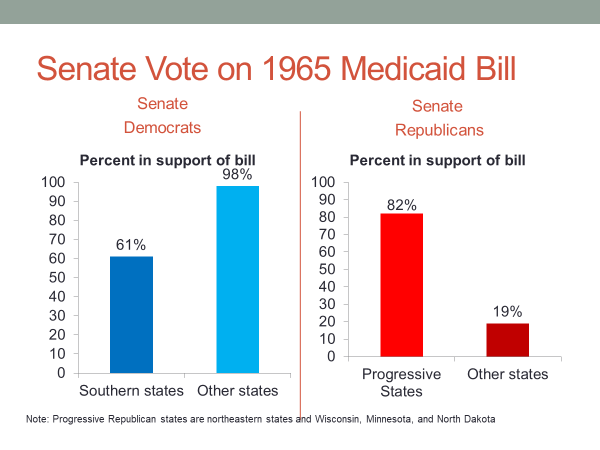 Senate Vote on 1965 Medicaid Bill
Senate
Democrats
Percent in support of bill
98%
100
90
80
70
61%
60
50
40
30
20
10
0
Southern states Other states
Senate
Republicans
Percent in support of bill
100
90
82%
80
70
60
50
40
30
19%
20
10
0
Progressive
States
Other states
Note: Progressive Republican states are northeastern states and Wisconsin, Minnesota, and North Dakota